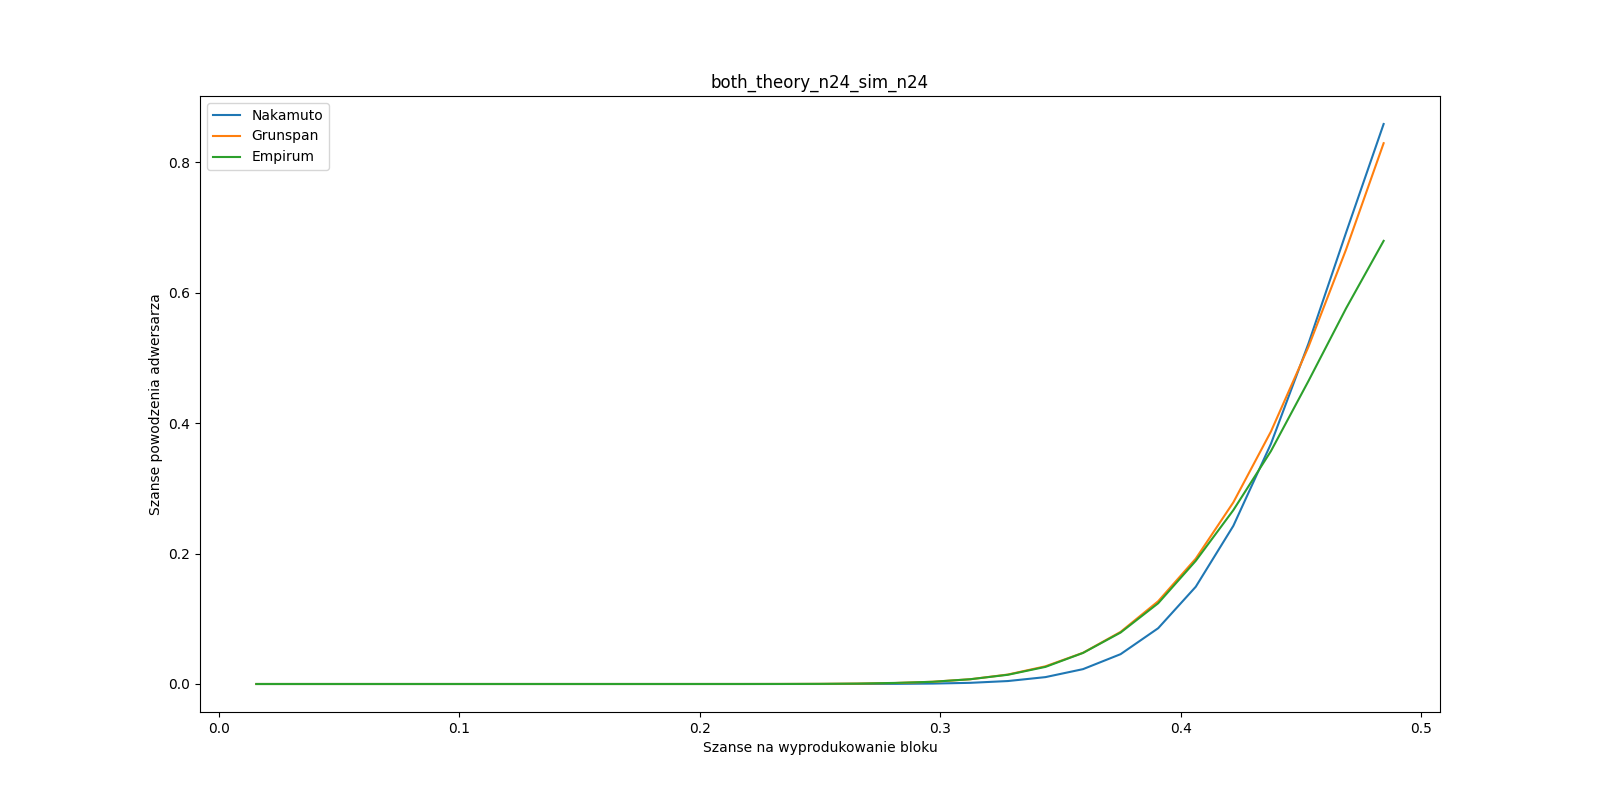 both_theory_n24_sim_n24
Nakamuto
Grunspan
Empirum
Szanse powodzenia adwersarza
0.8
0.6
0.4
0.2
0.0
0.0 0.1 0.2 0.3 0.4 0.5
Szanse na wyprodukowanie bloku